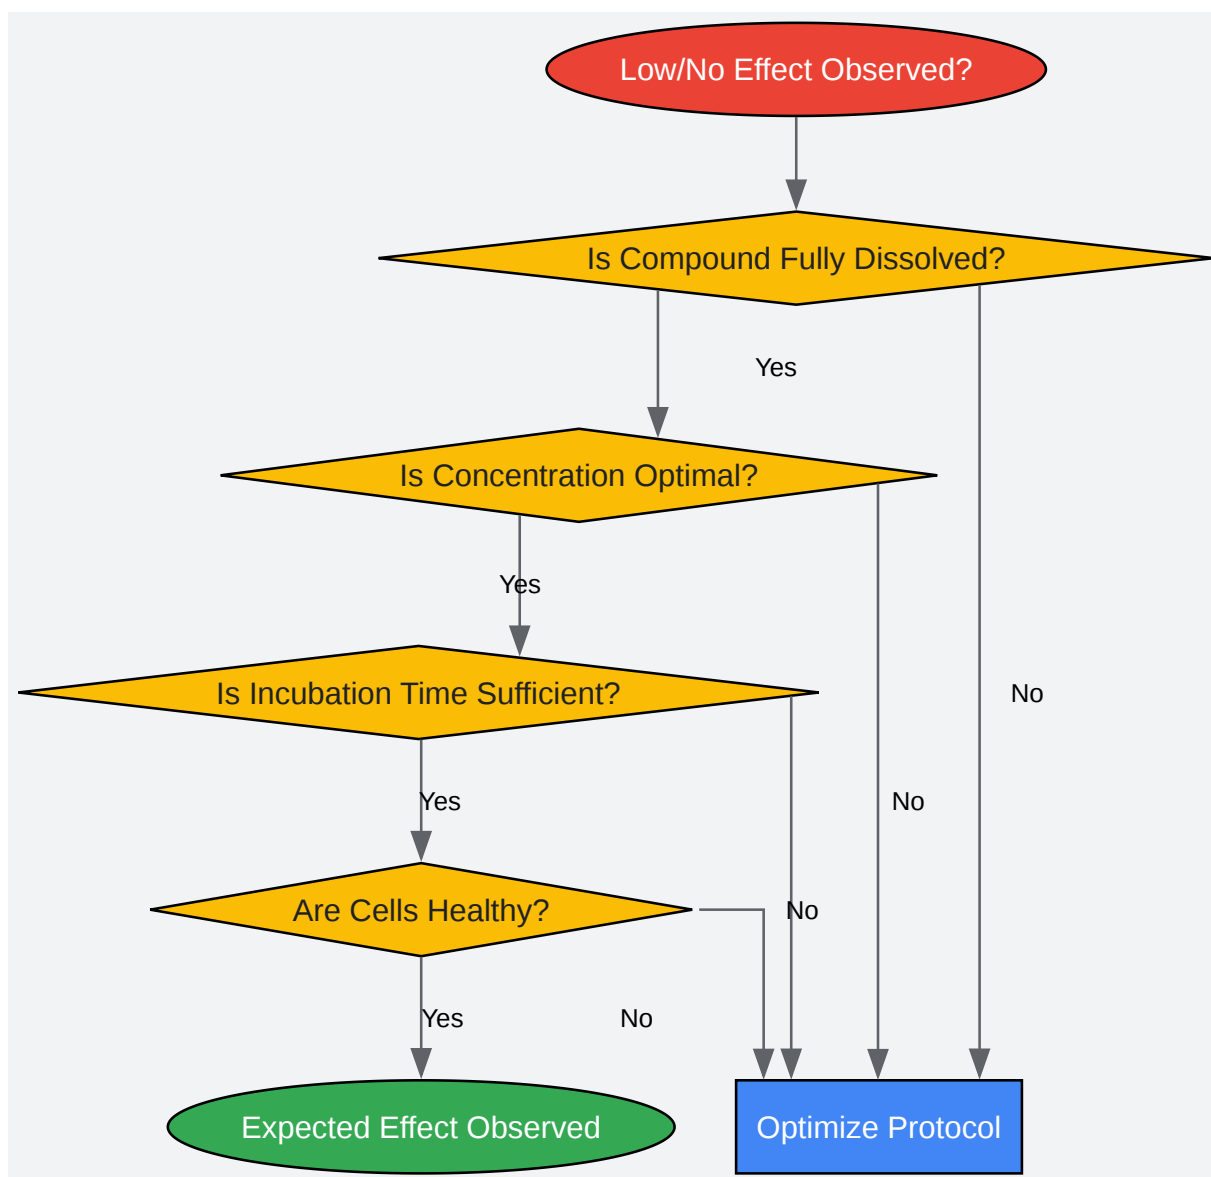 Low/No Effect Observed?
Is Compound Fully Dissolved?
Yes
Is Concentration Optimal?
Yes
Is Incubation Time Sufficient?
No
Yes
No
Are Cells Healthy?
No
Yes
No
Expected Effect Observed
Optimize Protocol